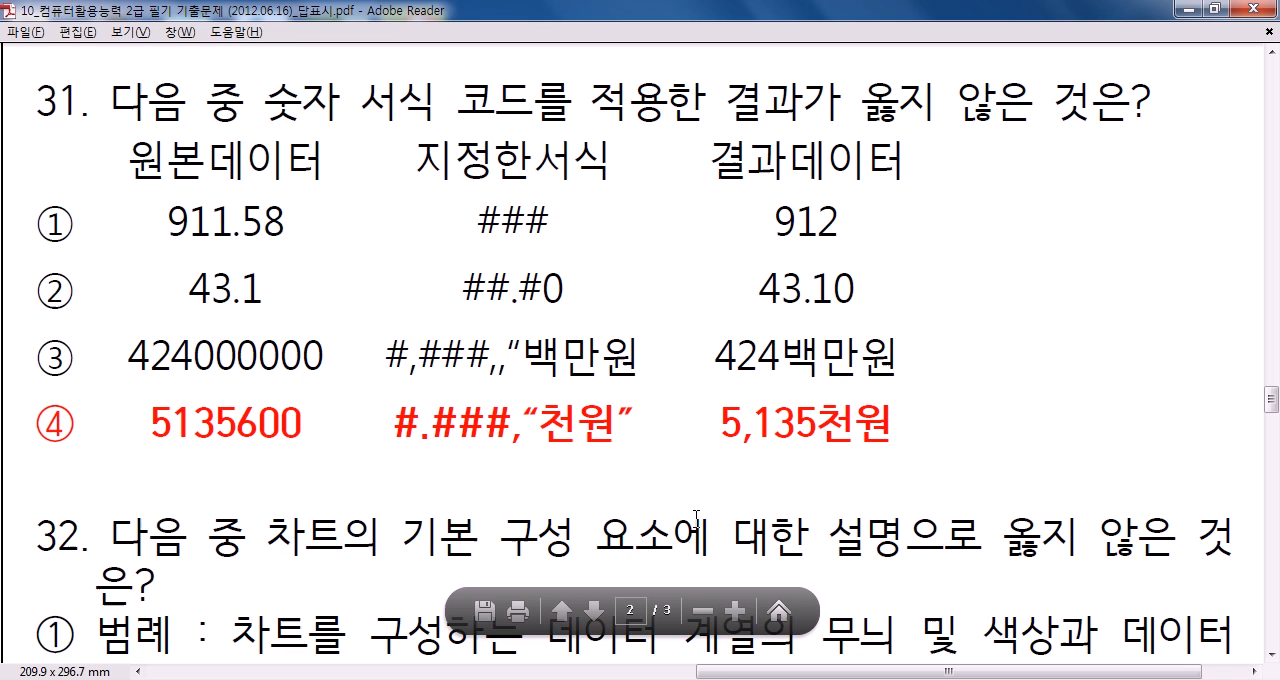 10_컴퓨터활용능력 2급 필기 기출문제 (2012.06.16)_답표시.pdf - Adobe Reader
파일(F) 편집(E) 보기(V) 창(W) 도움말(H)
31. 다음 중 숫자 서식 코드를 적용한 결과가 옳지 않은 것은?
원본데이터 지정한서식 결과데이터
① 911.58 ### 912
② 43.1 ##.#0 43.10
③ 424000000 #,###,,“백만원 424백만원
④ 5135600 #.###,“천원” 5,135천원
32. 다음 중 차트의 기본 구성 요소에 대한 설명으로 옳지 않은 것
은?
① 범례 : 차트를 구성하는 데이터 계열의 무늬 및 색상과 데이터
2 / 3
209.9 x 296.7 mm